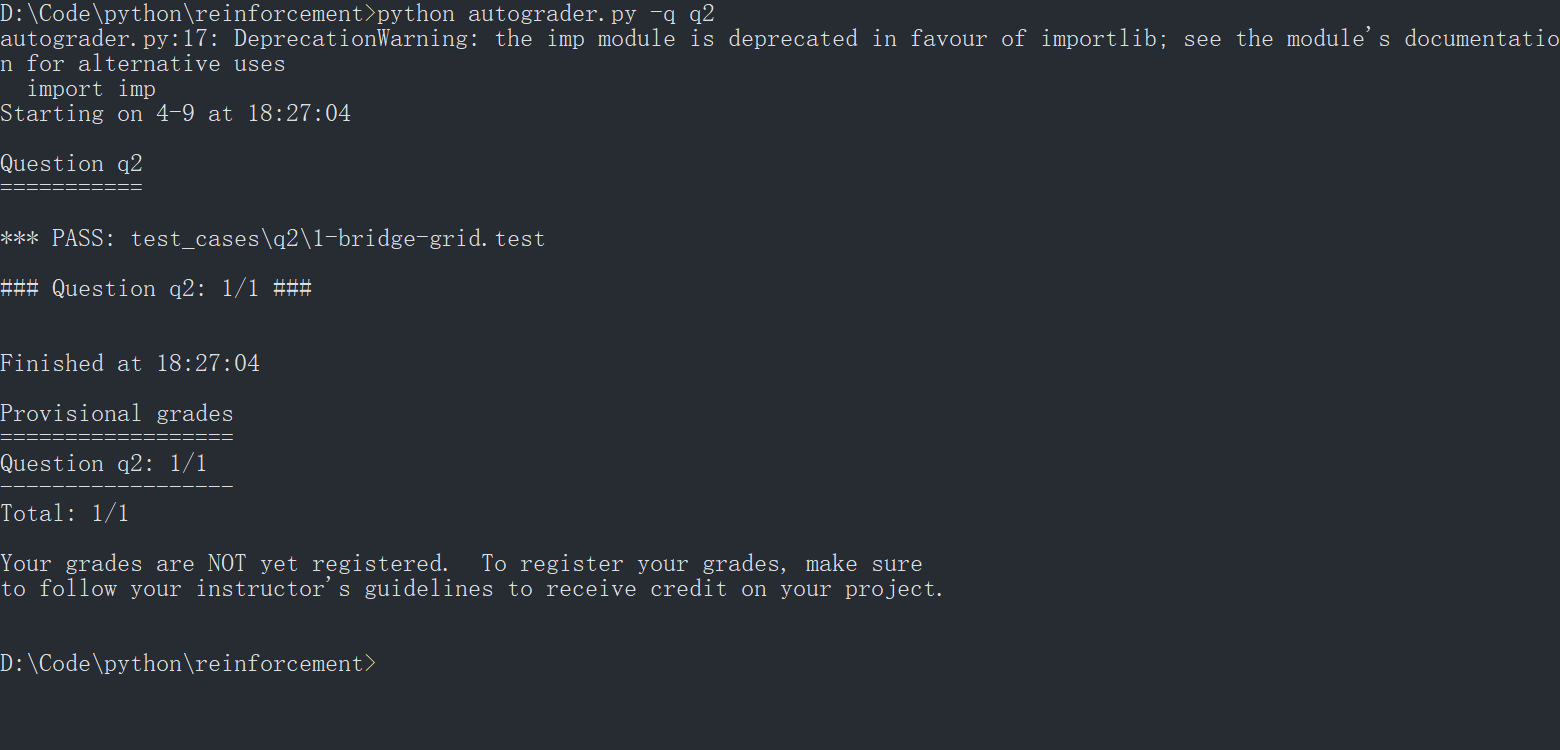 D:\Code\python\reinforcement>python autograder.py -q q2
autograder.py:17: DeprecationWarning: the imp module is deprecated in favour of importlib; see the module's documentatio
n for alternative uses
  import imp
Starting on 4-9 at 18:27:04
Question q2
===========
*** PASS: test_cases\q2\1-bridge-grid.test
### Question q2: 1/1 ###
Finished at 18:27:04
Provisional grades
==================
Question q2: 1/1
------------------
Total: 1/1
Your grades are NOT yet registered.  To register your grades, make sure
to follow your instructor's guidelines to receive credit on your project.
D:\Code\python\reinforcement>